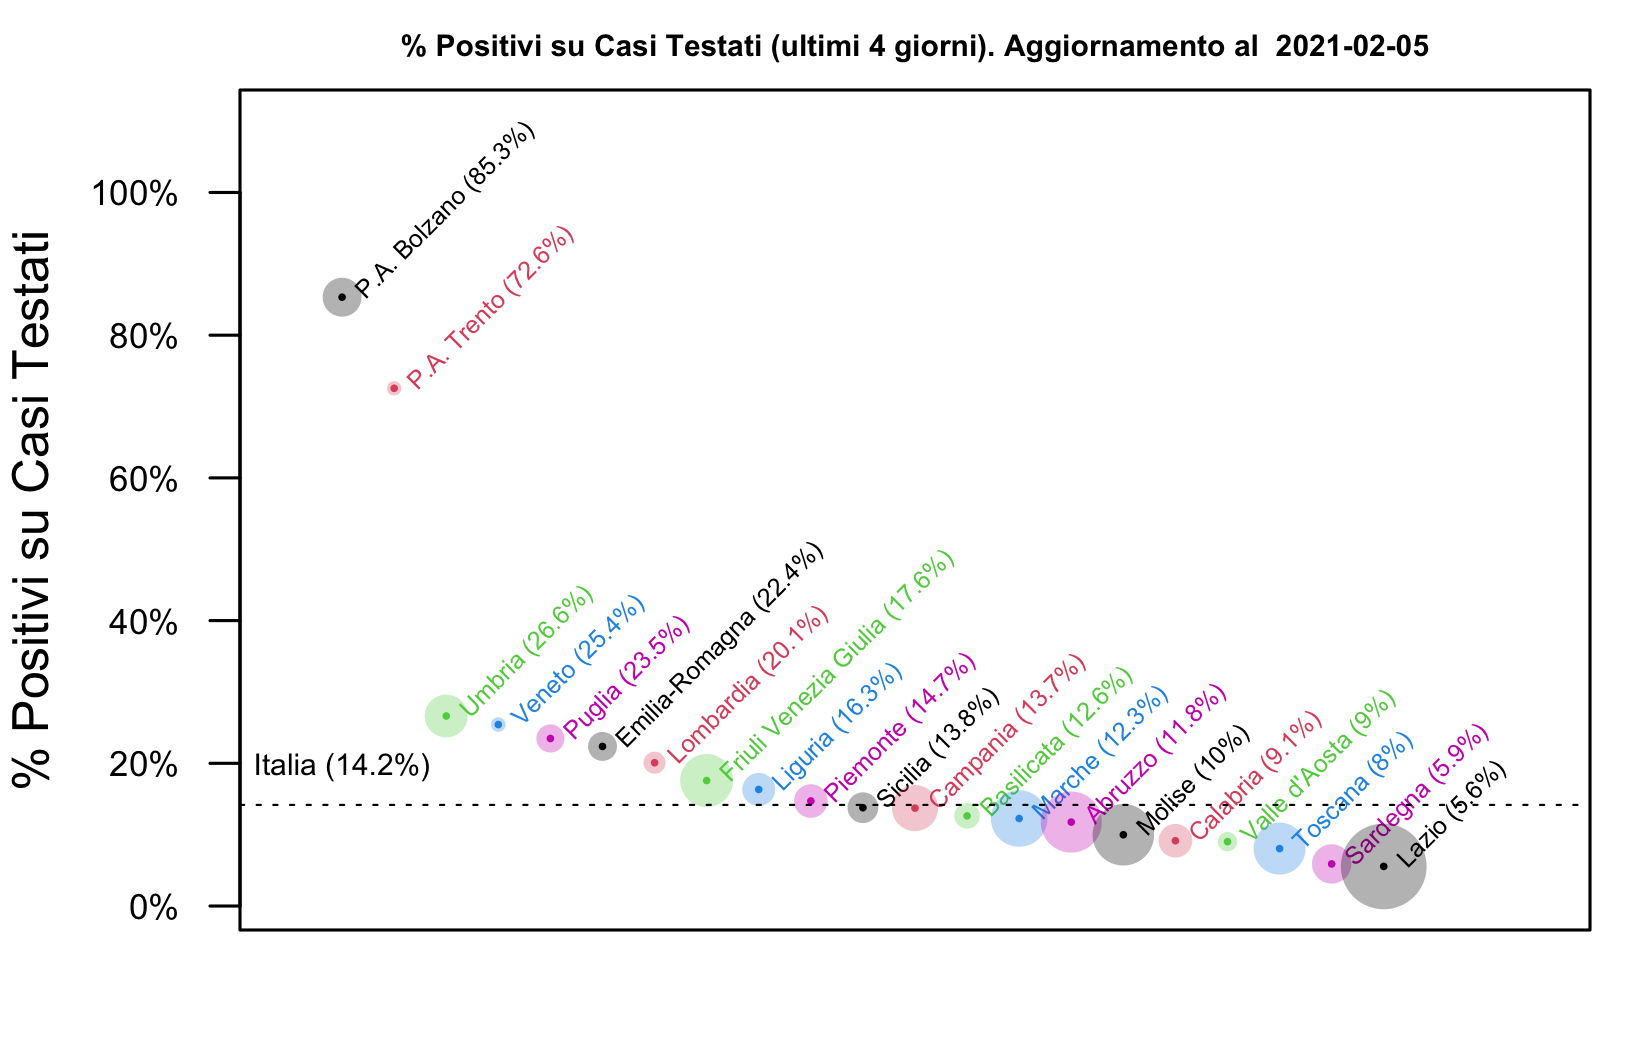 % Positivi su Casi Testati (ultimi 4 giorni). Aggiornamento al  2021-02-05
% Positivi su Casi Testati
100%
80%
60%
40%
20%
0%
P.A. Bolzano (85.3%)
P.A. Trento (72.6%)
Umbria (26.6%)
Veneto (25.4%)
Puglia (23.5%)
Emilia-Romagna (22.4%)
Lombardia (20.1%)
Friuli Venezia Giulia (17.6%)
Liguria (16.3%)
Piemonte (14.7%)
Sicilia (13.8%)
Campania (13.7%)
Basilicata (12.6%)
Marche (12.3%)
Abruzzo (11.8%)
Molise (10%)
Calabria (9.1%)
Valle d'Aosta (9%)
Toscana (8%)
Sardegna (5.9%)
Lazio (5.6%)
Italia (14.2%)